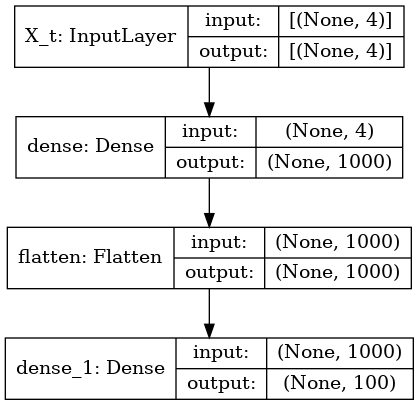 X_t: InputLayer
input: [(None, 4)]
output: [(None, 4)]
dense: Dense
input: (None, 4)
output: (None, 1000)
flatten: Flatten
input: (None, 1000)
output: (None, 1000)
dense_1: Dense
input: (None, 1000)
output: (None, 100)